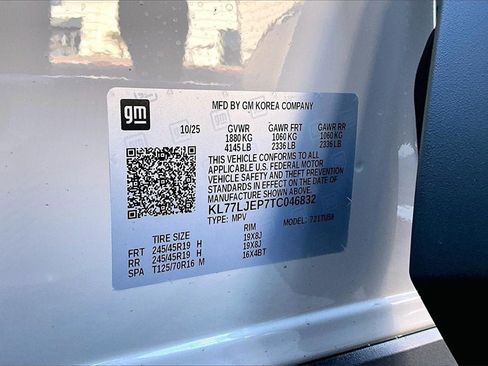 gm
MFD BY GM KOREA COMPANY
10/25 GVWR GAWR FRT GAWR RR
1880 KG 1060 KG 1060 KG
4145 LB 2336 LB 2336 LB
THIS VEHICLE CONFORMS TO ALL
APPLICABLE U.S. FEDERAL MOTOR
VEHICLE SAFETY AND THEFT PREVENTION
STANDARDS IN EFFECT ON THE DATE OF
MANUFACTURE SHOWN ABOVE.
KL77LJEP7TC046832
TYPE: MPV MODEL:
TIRE SIZE RIM
FRT 245/45R19 H 19X8J
RR 245/45R19 H 19X8J
SPA T125/70R16 M 16X4BT